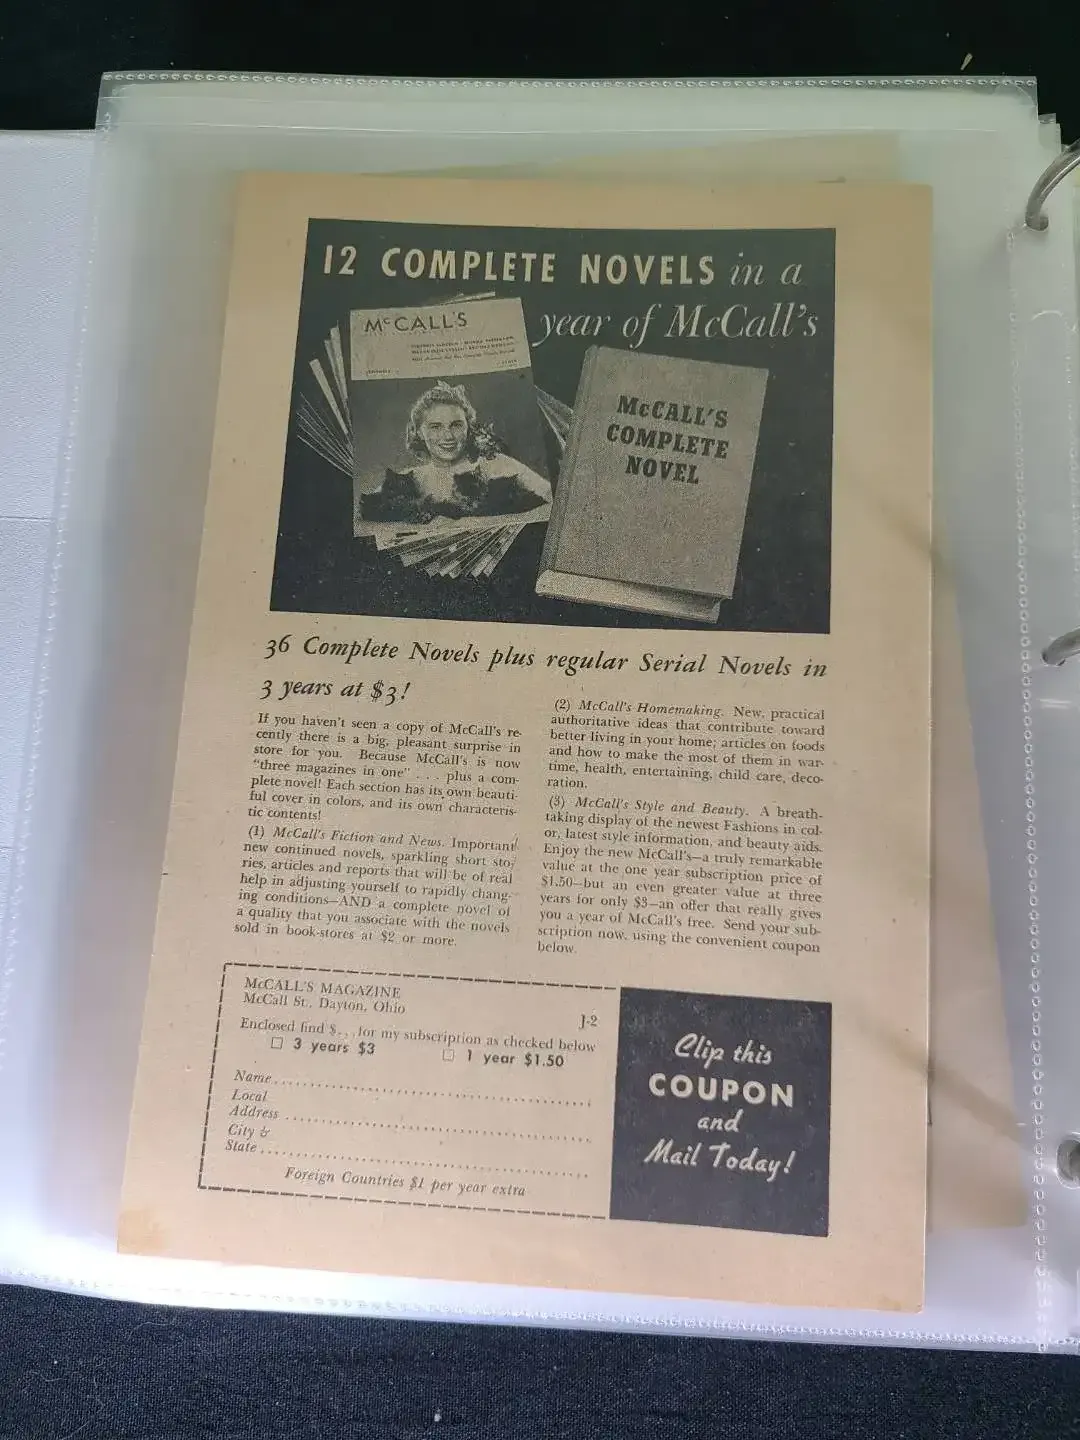 12 COMPLETE NOVELS in a
year of McCall's
McCALL'S
McCALL'S
COMPLETE
NOVEL
36 Complete Novels plus regular Serial Novels in
3 years at $3!
If you haven't seen a copy of McCall's re-
cently there is a big, pleasant surprise in
store for you. Because McCall's is now
"three magazines in one" . . . plus a com-
plete novel! Each section has its own beauti-
ful cover in colors, and its own characteris-
tic contents!
(1) McCall's Fiction and News. Important
new continued novels, sparkling short sto-
ries, articles and reports that will be of real
help in adjusting yourself to rapidly chang-
ing conditions—AND a complete novel of
a quality that you associate with the novels
sold in book-stores at $2 or more.
(2) McCall's Homemaking. New, practical
authoritative ideas that contribute toward
better living in your home; articles on foods
and how to make the most of them in war-
time, health, entertaining, child care, deco-
ration.
(3) McCall's Style and Beauty. A breath-
taking display of the newest Fashions in col-
or, latest style information, and beauty aids.
Enjoy the new McCall's—a truly remarkable
value at the one year subscription price of
$1.50—but an even greater value at three
years for only $3—an offer that really gives
you a year of McCall's free. Send your sub-
scription now, using the convenient coupon
below.
McCALL'S MAGAZINE
McCall St., Dayton, Ohio
J-2
Enclosed find $... for my subscription as checked below
☐ 3 years $3 ☐ 1 year $1.50
Name
Local
Address
City &
State
Foreign Countries $1 per year extra
Clip this
COUPON
and
Mail Today!